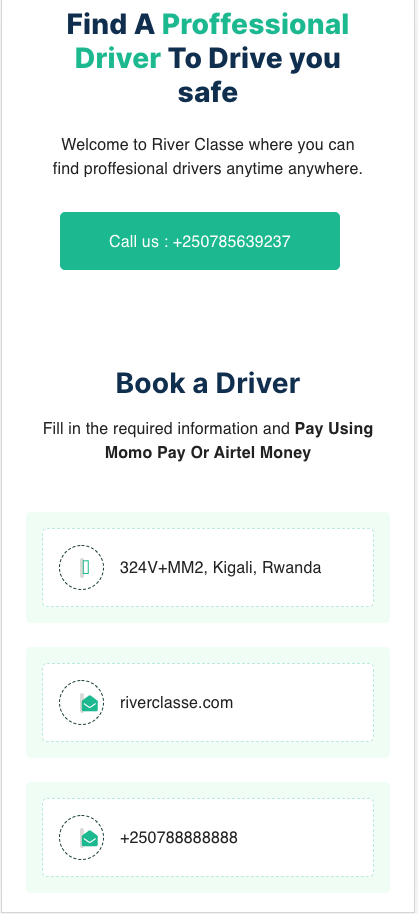 Find A Proffessional
Driver To Drive you
safe
Welcome to River Classe where you can
find proffesional drivers anytime anywhere.
Call us : +250785639237
Book a Driver
Fill in the required information and Pay Using
Momo Pay Or Airtel Money
324V+MM2, Kigali, Rwanda
riverclasse.com
+250788888888